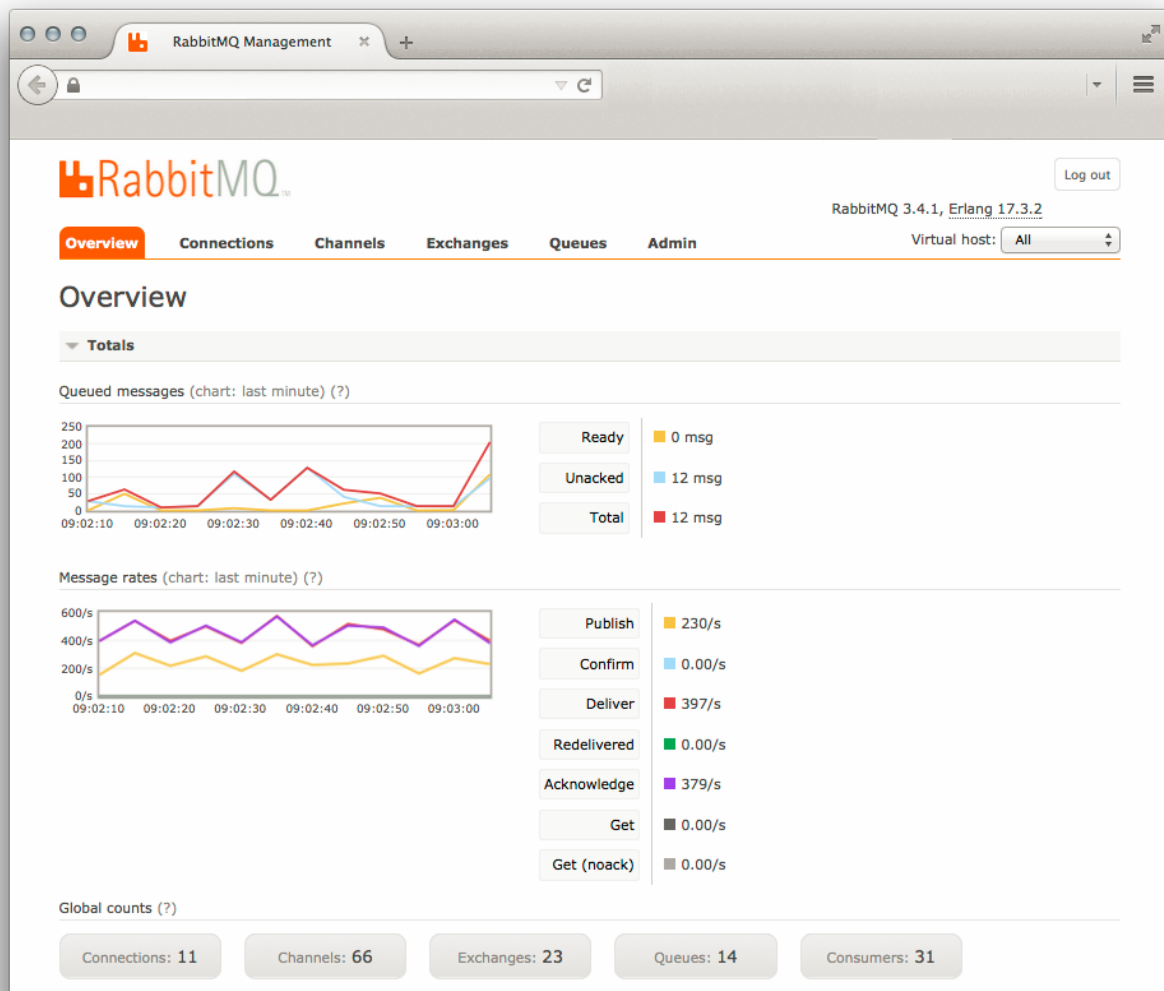 RabbitMQ Management
RabbitMQ™
Log out
RabbitMQ 3.4.1, Erlang 17.3.2
Overview Connections Channels Exchanges Queues Admin Virtual host: All
Overview
Totals
Queued messages (chart: last minute) (?)
250
200
150
100
50
0
09:02:10 09:02:20 09:02:30 09:02:40 09:02:50 09:03:00
Ready 0 msg
Unacked 12 msg
Total 12 msg
Message rates (chart: last minute) (?)
600/s
400/s
200/s
0/s
09:02:10 09:02:20 09:02:30 09:02:40 09:02:50 09:03:00
Publish 230/s
Confirm 0.00/s
Deliver 397/s
Redelivered 0.00/s
Acknowledge 379/s
Get 0.00/s
Get (noack) 0.00/s
Global counts (?)
Connections: 11 Channels: 66 Exchanges: 23 Queues: 14 Consumers: 31